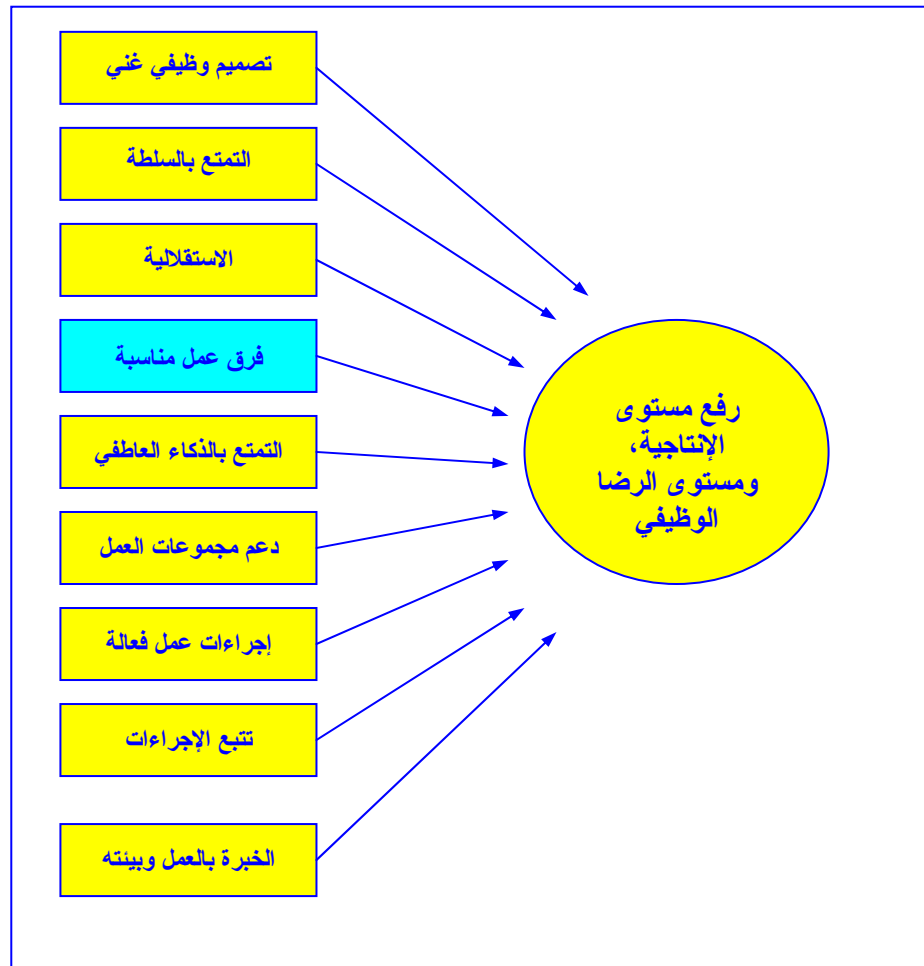 تصميم وظيفي غني
التمتع بالسلطة
الاستقلالية
فرق عمل مناسبة
التمتع بالذكاء العاطفي
دعم مجموعات العمل
إجراءات عمل فعالة
تتبع الإجراءات
الخبرة بالعمل وبيئته
رفع مستوى
الإنتاجية،
ومستوى الرضا
الوظيفي